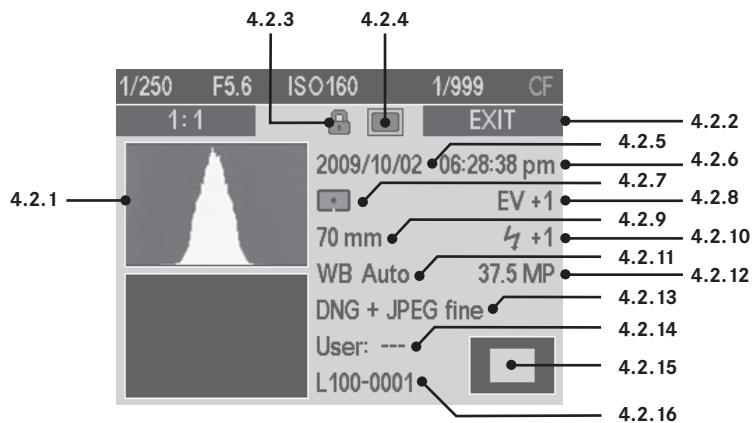 4.2.3 4.2.4
1/250 F5.6 ISO160 1/999 CF
1:1 EXIT
4.2.2
4.2.5
2009/10/02 06:28:38 pm
4.2.6
4.2.7
4.2.1
EV +1
4.2.8
4.2.9
70 mm +1
4.2.10
4.2.11
WB Auto 37.5 MP
4.2.12
4.2.13
DNG + JPEG fine
4.2.14
User: ---
4.2.15
L100-0001
4.2.16